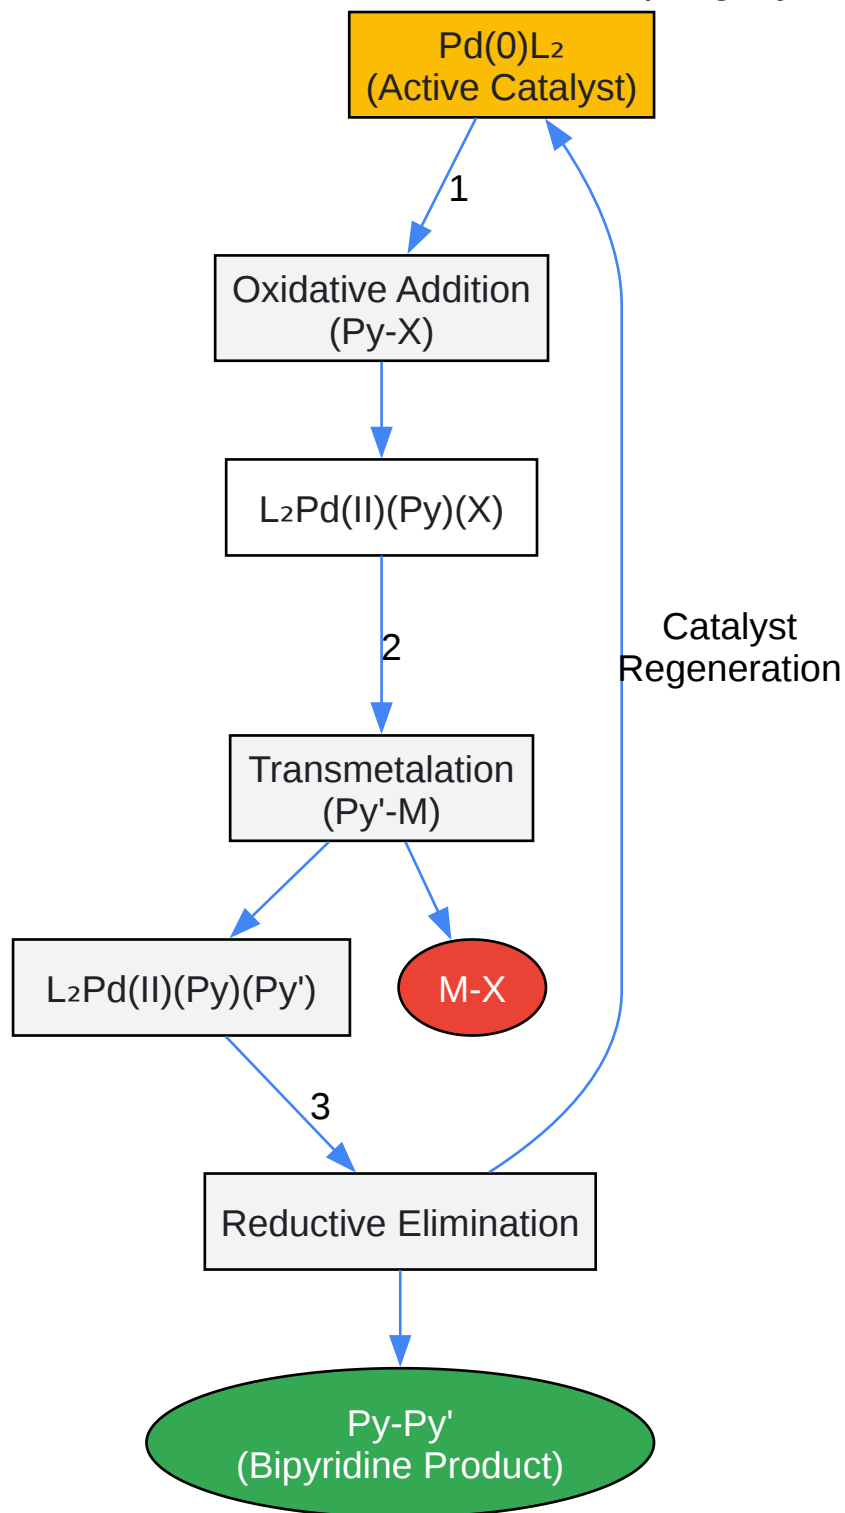 Pd(0)L₂
(Active Catalyst)
1
Oxidative Addition
(Py-X)
L₂Pd(II)(Py)(X)
2
Catalyst
Regeneration
Transmetalation
(Py'-M)
L₂Pd(II)(Py)(Py')
M-X
3
Reductive Elimination
Py-Py'
(Bipyridine Product)